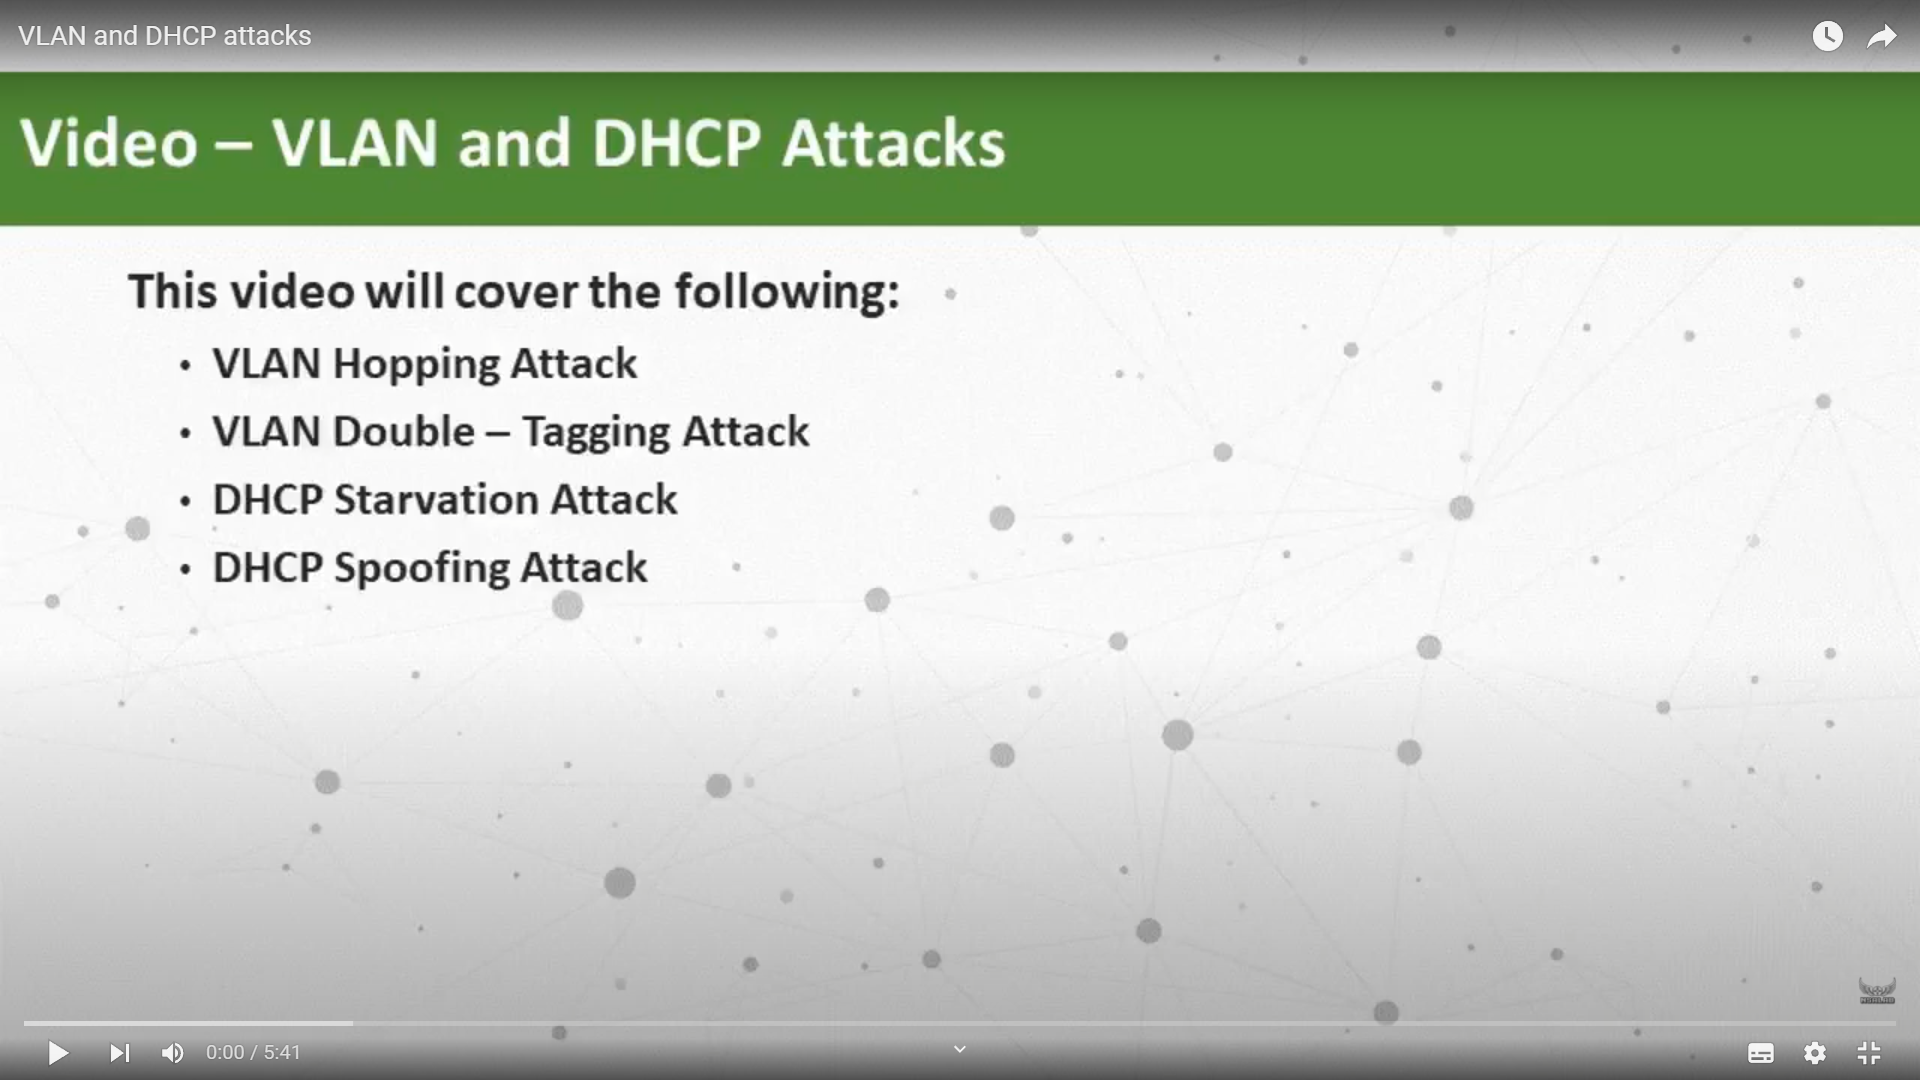 VLAN and DHCP attacks
Video – VLAN and DHCP Attacks
This video will cover the following:
• VLAN Hopping Attack
• VLAN Double – Tagging Attack
• DHCP Starvation Attack
• DHCP Spoofing Attack
0:00 / 5:41